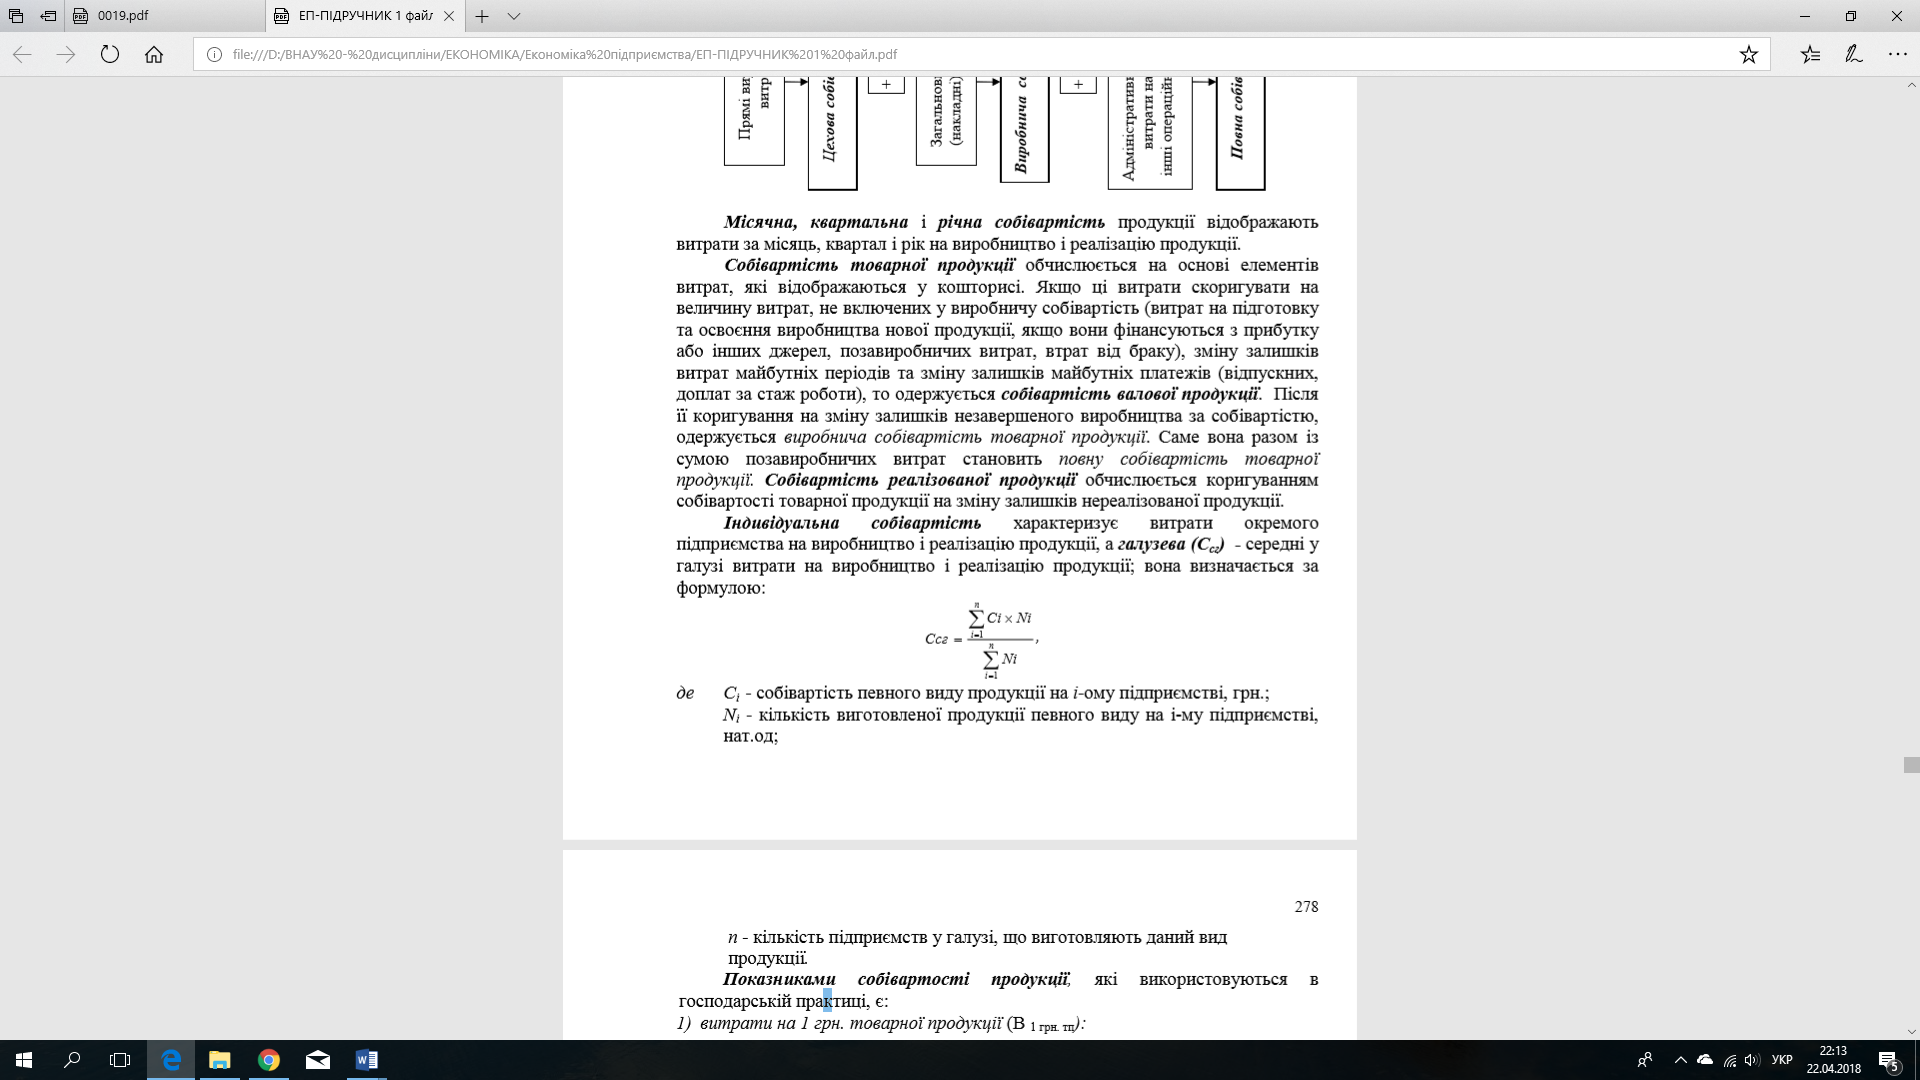 0019.pdf
ЕП-ПІДРУЧНИК 1 файл
file:///D:/ВНАУ%20-%20дисципліни/ЕКОНОМІКА/Економіка%20підприємства/ЕП-ПІДРУЧНИК%201%20файл.pdf
Прямі
Цехова
+
(накладні)
Виробнича
+
витрати на
інші
Повна
Місячна, квартальна і річна собівартість продукції відображають
витрати за місяць, квартал і рік на виробництво і реалізацію продукції.
Собівартість товарної продукції обчислюється на основі елементів
витрат, які відображаються у кошторисі. Якщо ці витрати скоригувати на
величину витрат, не включених у виробничу собівартість (витрат на підготовку
та освоєння виробництва нової продукції, якщо вони фінансуються з прибутку
або інших джерел, позавиробничих витрат, втрат від браку), зміну залишків
витрат майбутніх періодів та зміну залишків майбутніх платежів (відпускних,
доплат за стаж роботи), то одержується собівартість валової продукції. Після
її коригування на зміну залишків незавершеного виробництва за собівартістю,
одержується виробнича собівартість товарної продукції. Саме вона разом із
сумою позавиробничих витрат становить повну собівартість товарної
продукції. Собівартість реалізованої продукції обчислюється коригуванням
собівартості товарної продукції на зміну залишків нереалізованої продукції.
Індивідуальна собівартість характеризує витрати окремого
підприємства на виробництво і реалізацію продукції, а галузева (Ссг) - середні у
галузі витрати на виробництво і реалізацію продукції; вона визначається за
формулою:
n
∑ Ci × Ni
i=1
Ссг = ,
n
∑ Ni
i=1
де Ci - собівартість певного виду продукції на i-ому підприємстві, грн.;
Ni - кількість виготовленої продукції певного виду на і-му підприємстві,
нат.од;
278
n - кількість підприємств у галузі, що виготовляють даний вид
продукції.
Показниками собівартості продукції, які використовуються в
господарській практиці, є:
1) витрати на 1 грн. товарної продукції (В 1 грн. тп):
УКР
22:13
22.04.2018
5